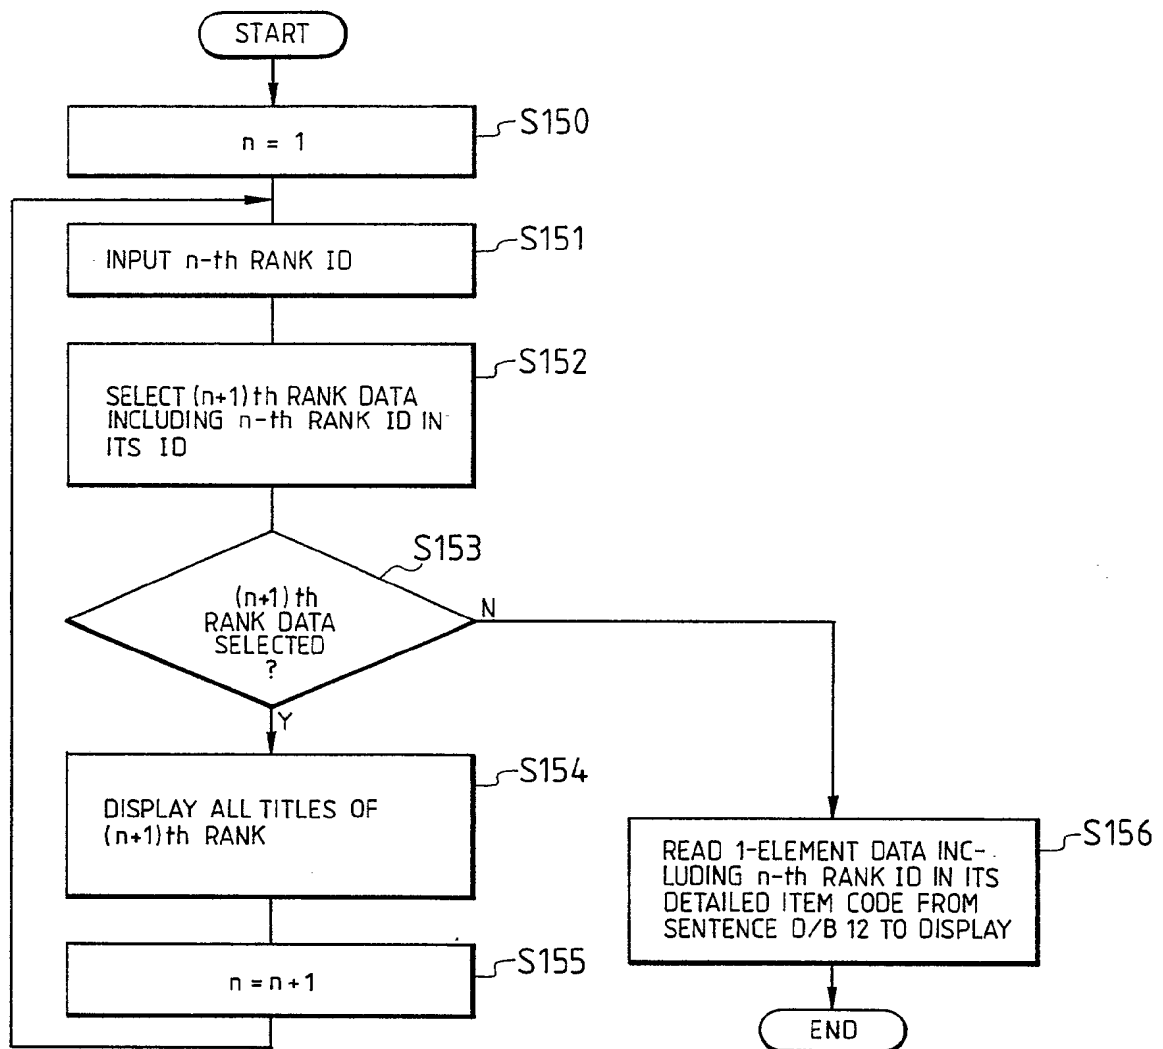 START
n = 1
S150
INPUT n-th RANK ID
S151
SELECT (n+1)th RANK DATA
INCLUDING n-th RANK ID IN
ITS ID
S152
(n+1)th
RANK DATA
SELECTED
?
S153
N
Y
DISPLAY ALL TITLES OF
(n+1)th RANK
S154
n = n+1
S155
READ 1-ELEMENT DATA INC-
LUDING n-th RANK ID IN ITS
DETAILED ITEM CODE FROM
SENTENCE D/B 12 TO DISPLAY
S156
END